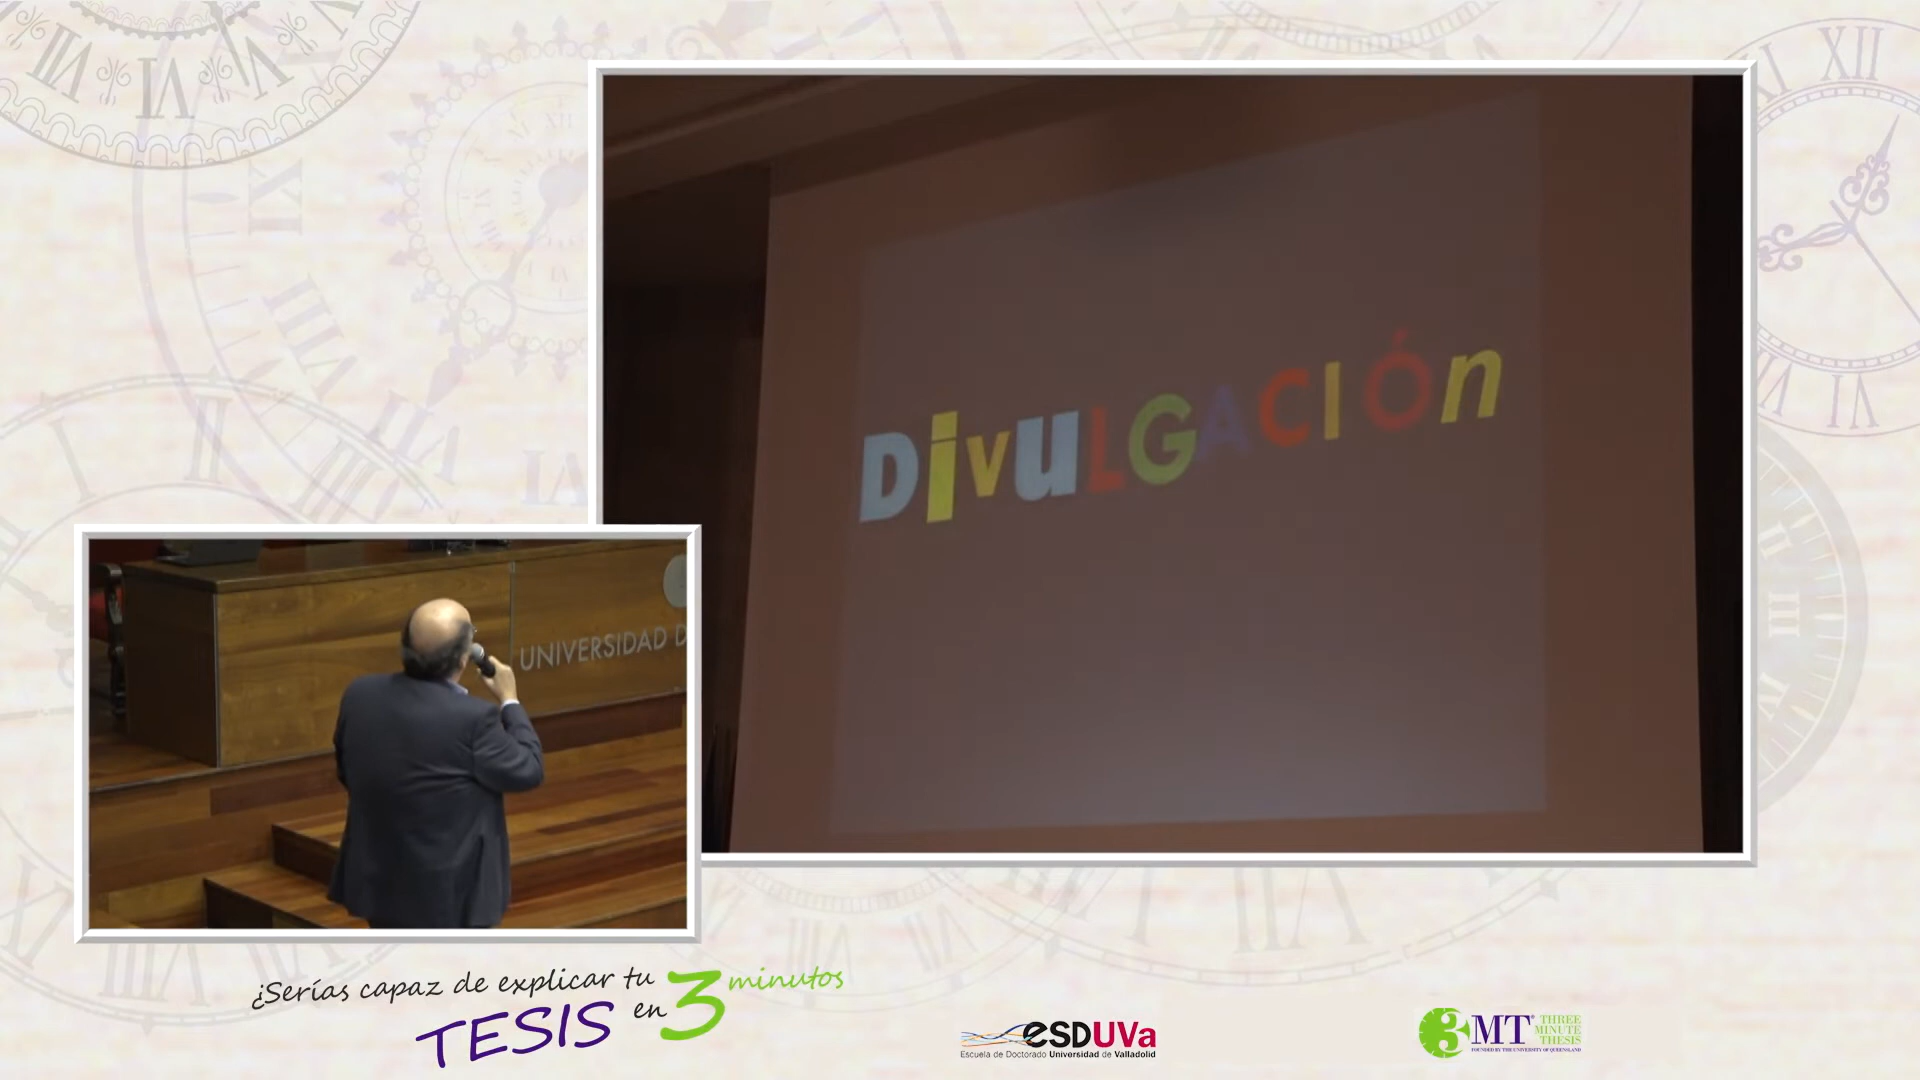 DivuLGACIÓn
UNIVERSIDAD D
¿Serías capaz de explicar tu
TESIS en 3 minutos
esDUVa
Escuela de Doctorado Universidad de Valladolid
3MT® THREE
MINUTE
THESIS
FOUNDED BY THE UNIVERSITY OF QUEENSLAND